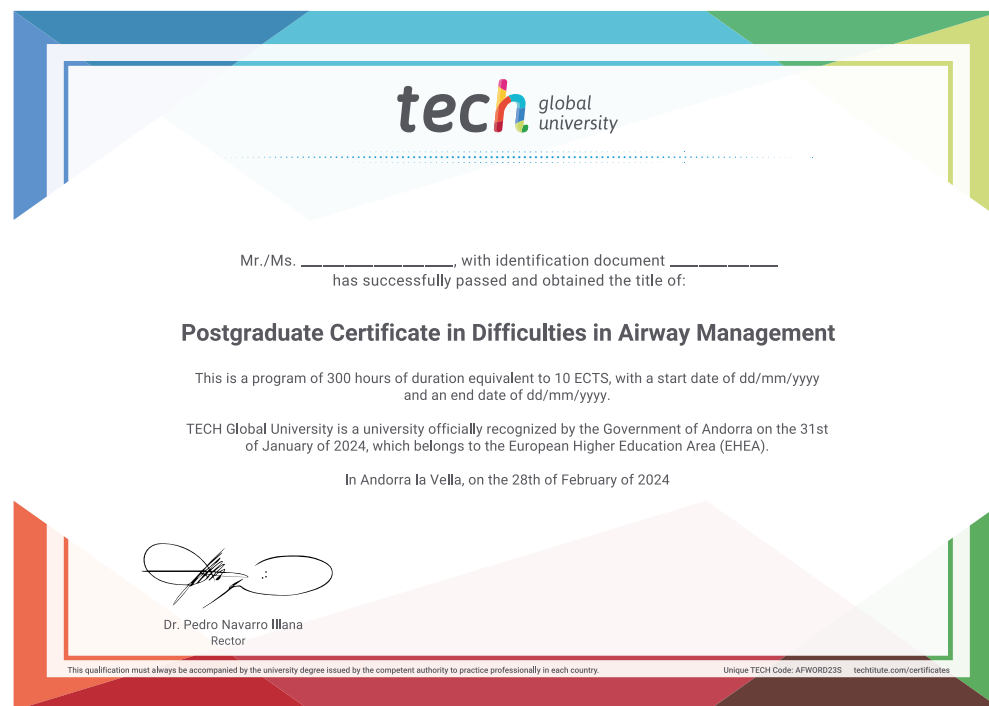 tech global university
Mr./Ms. __________________, with identification document ____________
has successfully passed and obtained the title of:
Postgraduate Certificate in Difficulties in Airway Management
This is a program of 300 hours of duration equivalent to 10 ECTS, with a start date of dd/mm/yyyy
and an end date of dd/mm/yyyy.
TECH Global University is a university officially recognized by the Government of Andorra on the 31st
of January of 2024, which belongs to the European Higher Education Area (EHEA).
In Andorra la Vella, on the 28th of February of 2024
Dr. Pedro Navarro Illana
Rector
This qualification must always be accompanied by the university degree issued by the competent authority to practice professionally in each country.
Unique TECH Code: AFWORD23S techtitute.com/certificates